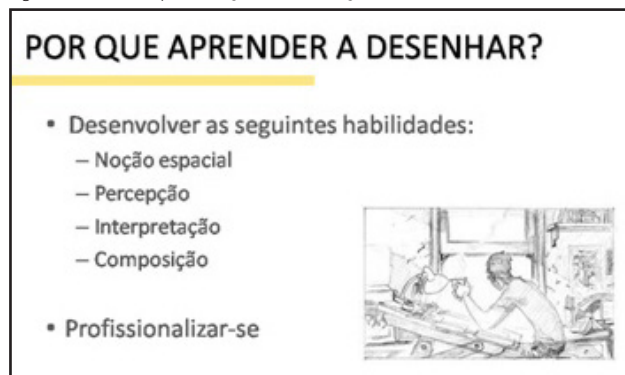 POR QUE APRENDER A DESENHAR?
• Desenvolver as seguintes habilidades:
– Noção espacial
– Percepção
– Interpretação
– Composição
• Profissionalizar-se